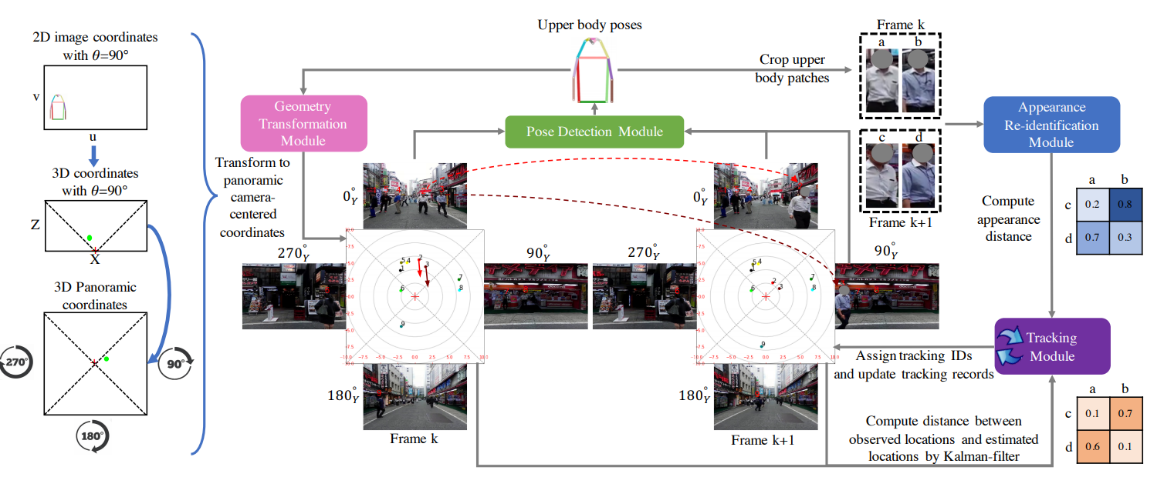 2D image coordinates
with θ=90°
v
u
3D coordinates
with θ=90°
Z
X
3D Panoramic
coordinates
270°
90°
180°
Upper body poses
Geometry
Transformation
Module
Pose Detection Module
Crop upper
body patches
Frame k
a b
c d
Frame k+1
Appearance
Re-identification
Module
Transform to
panoramic
camera-
centered
coordinates
0°Y
270°Y
90°Y
180°Y
Frame k
0°Y
270°Y
90°Y
180°Y
Frame k+1
Compute
appearance
distance
a b
c 0.2 0.8
d 0.7 0.3
Tracking
Module
Assign tracking IDs
and update tracking records
Compute distance between
observed locations and estimated
locations by Kalman-filter
a b
c 0.1 0.7
d 0.6 0.1